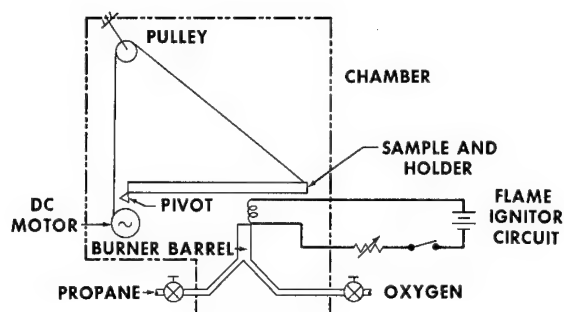 PULLEY
CHAMBER
SAMPLE AND
HOLDER
DC
MOTOR
PIVOT
FLAME
IGNITOR
CIRCUIT
BURNER BARREL
PROPANE
OXYGEN